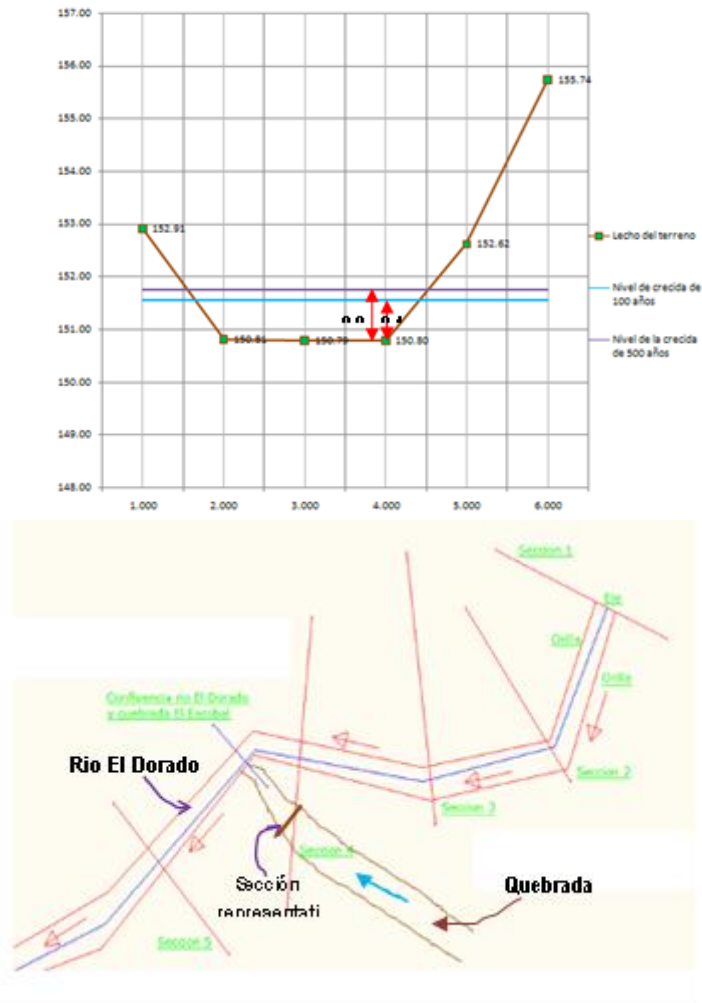 157.00
156.00
155.00
154.00
153.00
152.00
151.00
150.00
149.00
148.00
152.91
150.81
150.79
150.80
152.62
155.74
1.000 2.000 3.000 4.000 5.000 6.000
Lecho del terreno
Nivel de crecida de
100 años
Nivel de la crecida
de 500 años
Seccion 1
Eje
Orilla
Orilla
Confluencia rio El Dorado
y quebrada El Escobal
Rio El Dorado
Seccion 2
Seccion 3
Seccion 4
Sección
representati
Quebrada
Seccion 5